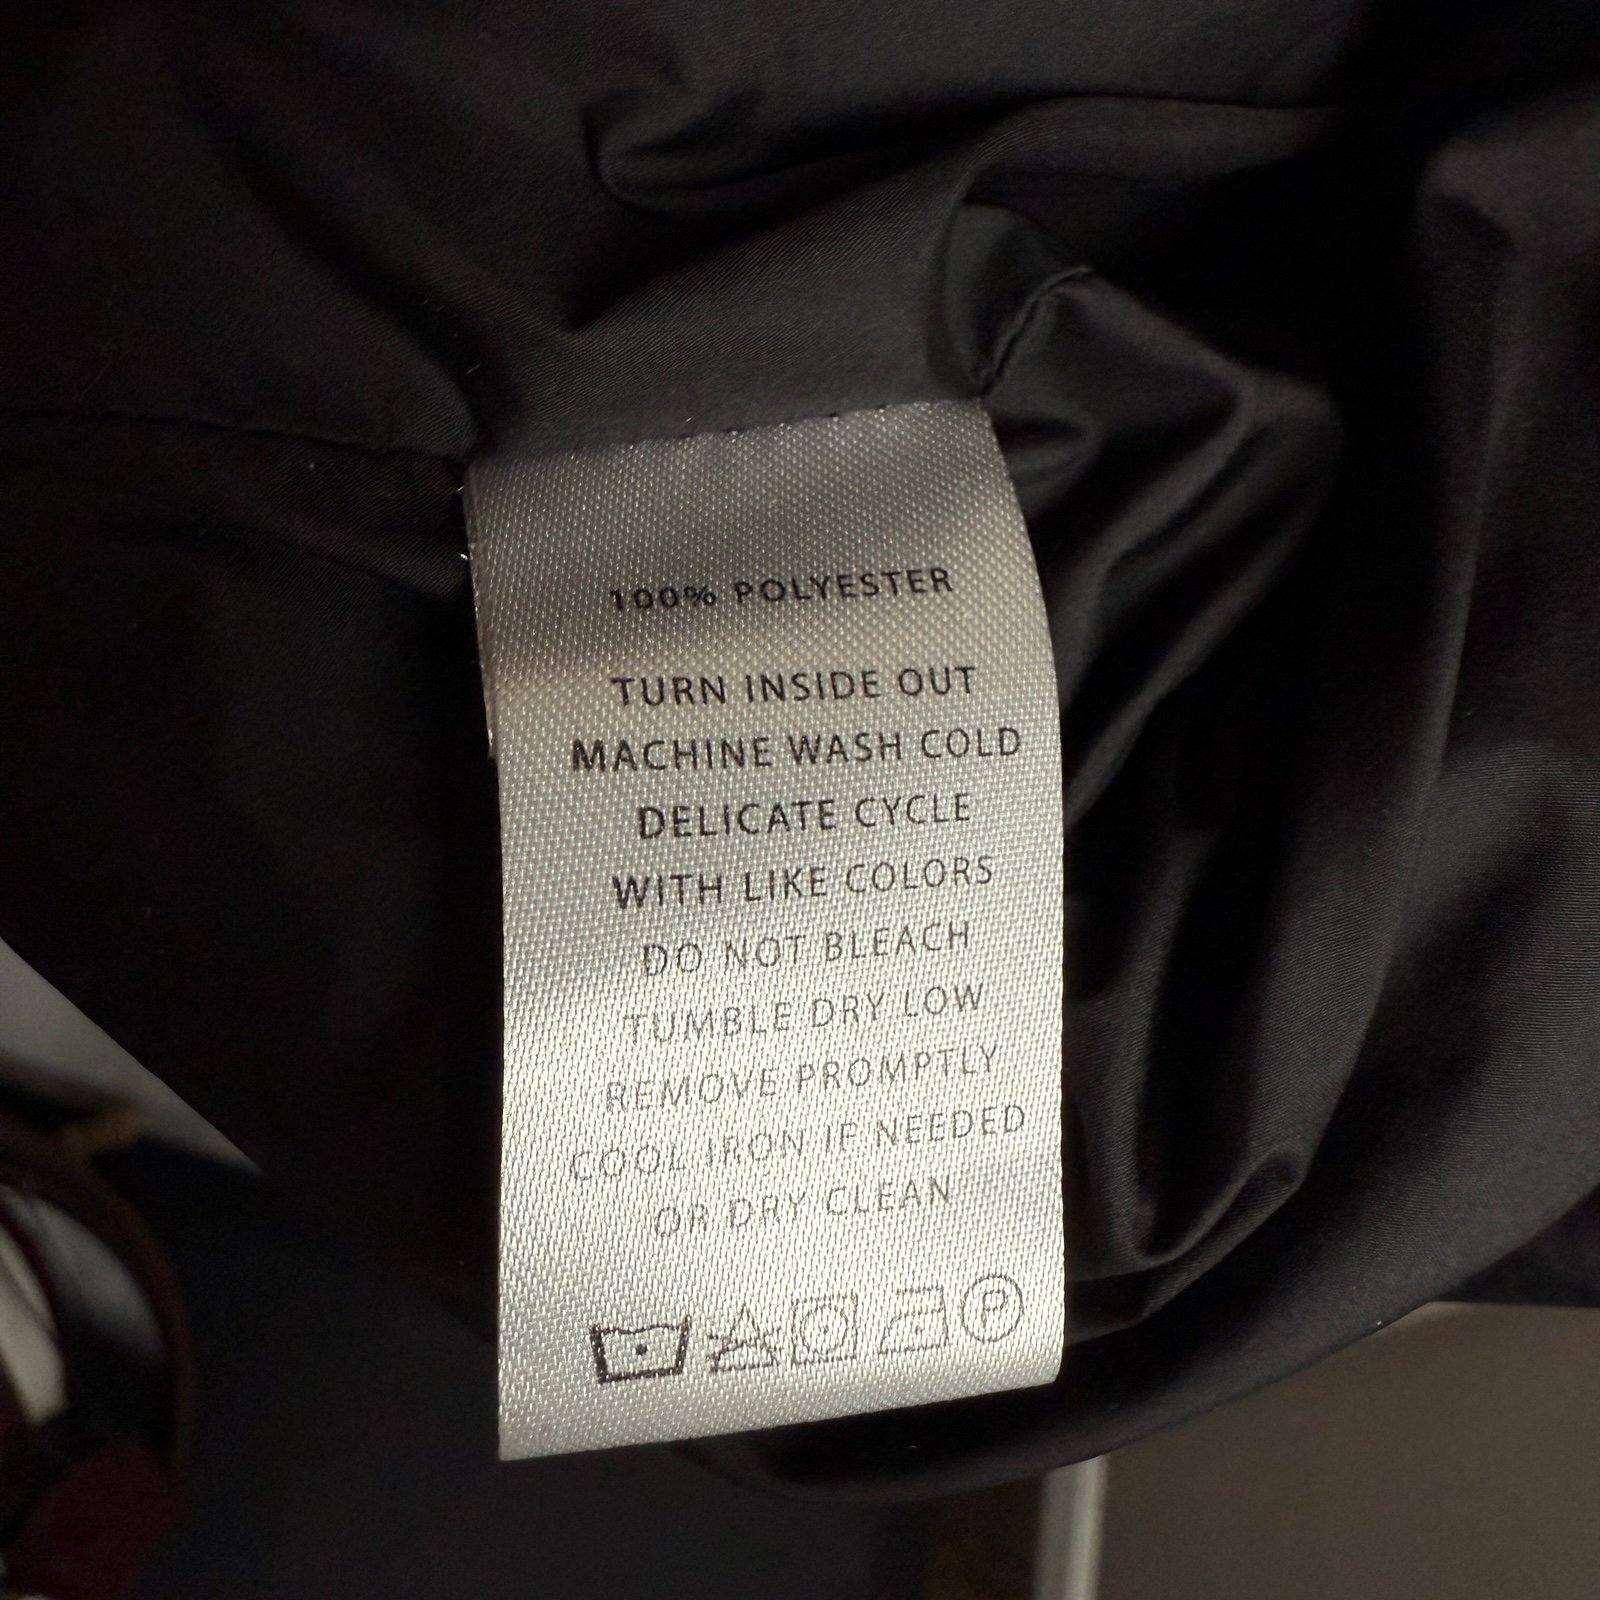 100% POLYESTER
TURN INSIDE OUT
MACHINE WASH COLD
DELICATE CYCLE
WITH LIKE COLORS
DO NOT BLEACH
TUMBLE DRY LOW
REMOVE PROMPTLY
COOL IRON IF NEEDED
OR DRY CLEAN
P